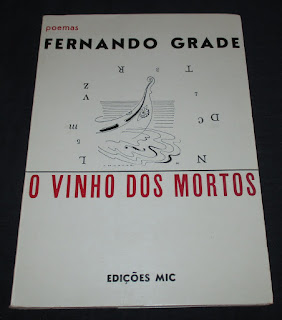 poemas
FERNANDO GRADE
O VINHO DOS MORTOS
EDIÇÕES MIC